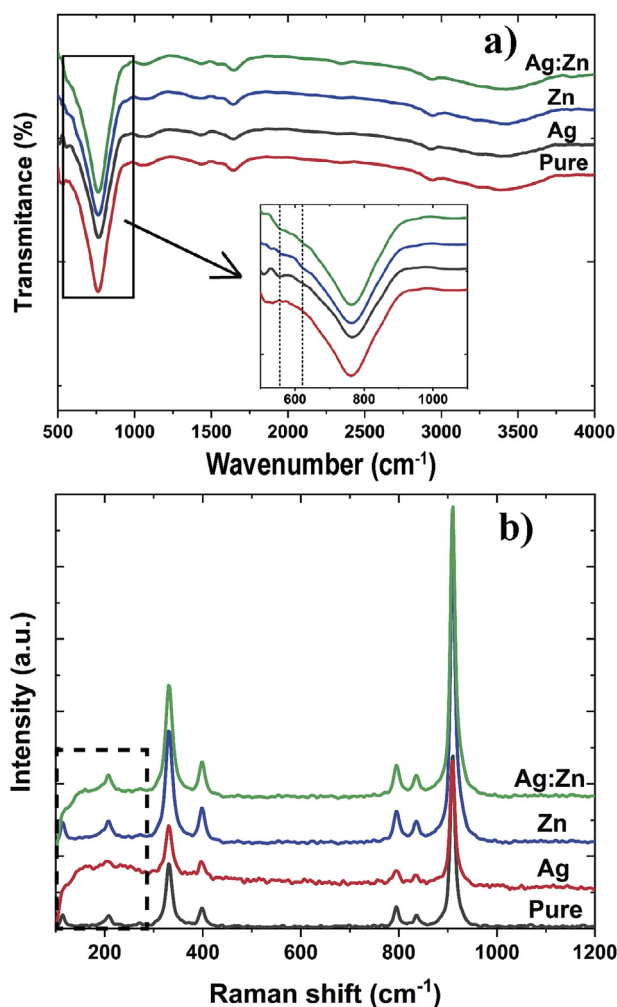 a)
Ag:Zn
Zn
Ag
Pure
Transmitance (%)
600 800 1000
500 1000 1500 2000 2500 3000 3500 4000
Wavenumber (cm-1)
b)
Intensity (a.u.)
Ag:Zn
Zn
Ag
Pure
200 400 600 800 1000 1200
Raman shift (cm-1)